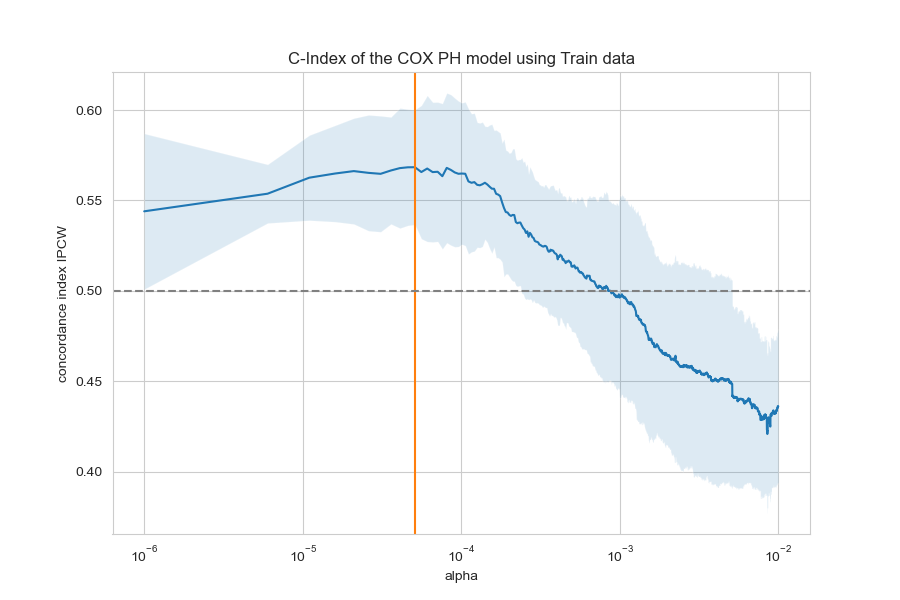 C-Index of the COX PH model using Train data
concordance index IPCW
0.60
0.55
0.50
0.45
0.40
10⁻⁶ 10⁻⁵ 10⁻⁴ 10⁻³ 10⁻²
alpha